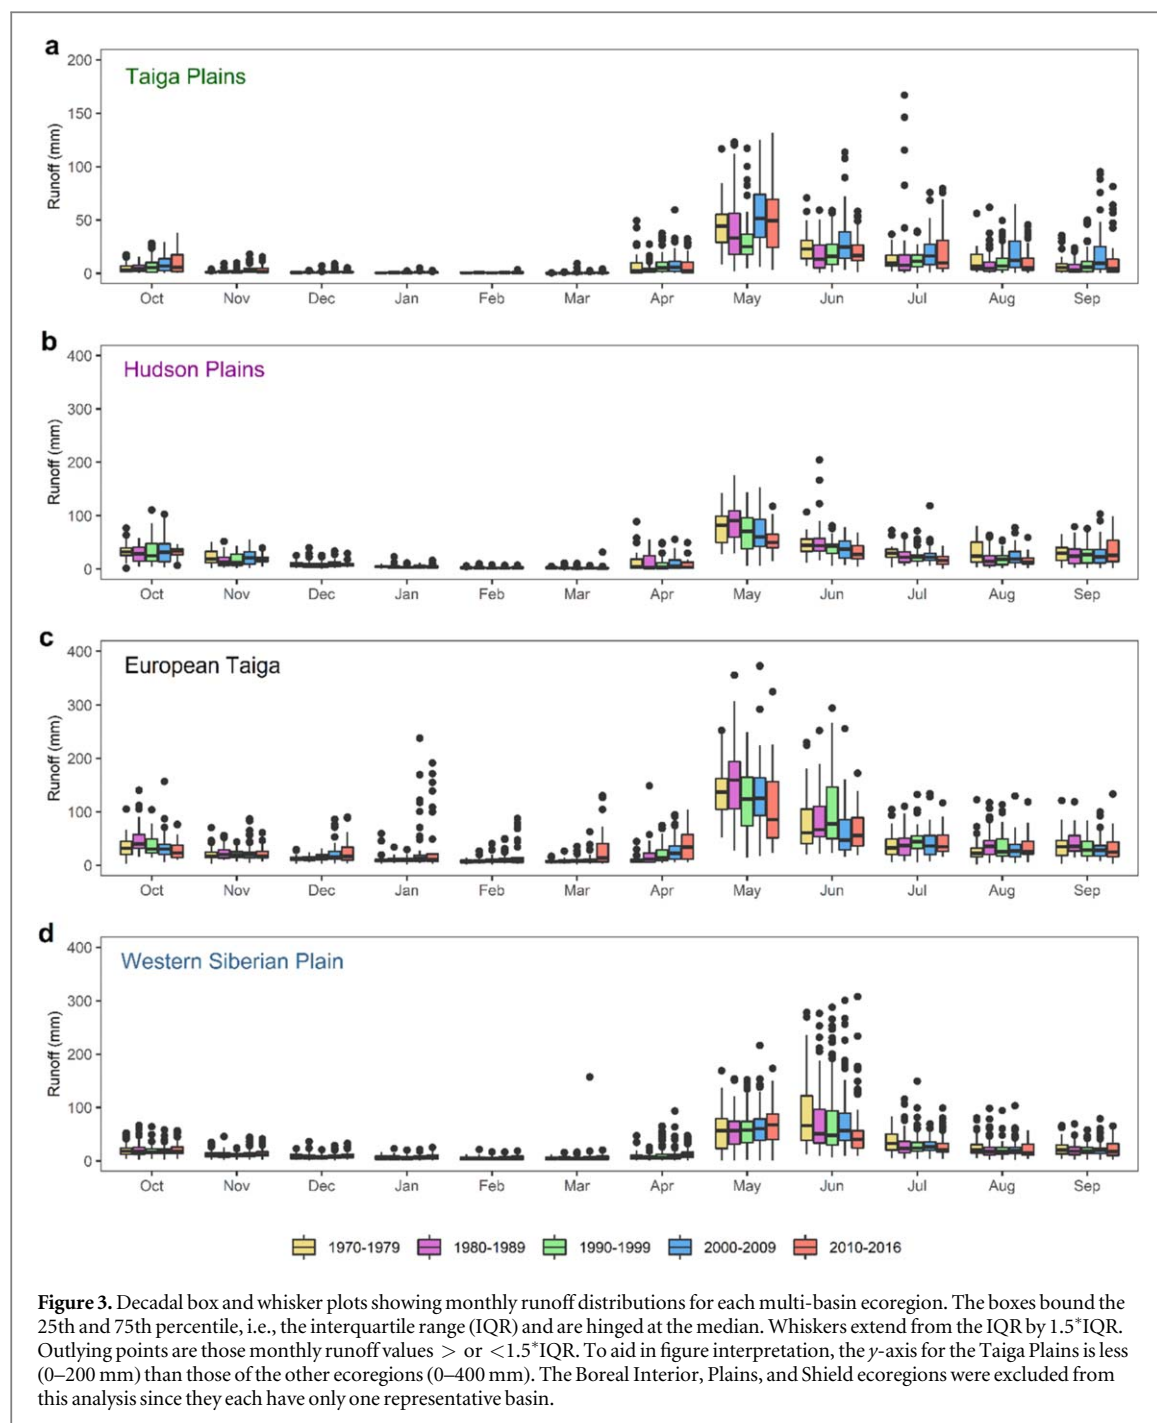 a
200
Taiga Plains
150
100
50
0
Runoff (mm)
Oct Nov Dec Jan Feb Mar Apr May Jun Jul Aug Sep
b
400
Hudson Plains
300
200
100
0
Runoff (mm)
Oct Nov Dec Jan Feb Mar Apr May Jun Jul Aug Sep
c
400
European Taiga
300
200
100
0
Runoff (mm)
Oct Nov Dec Jan Feb Mar Apr May Jun Jul Aug Sep
d
400
Western Siberian Plain
300
200
100
0
Runoff (mm)
Oct Nov Dec Jan Feb Mar Apr May Jun Jul Aug Sep
1970-1979 1980-1989 1990-1999 2000-2009 2010-2016
Figure 3. Decadal box and whisker plots showing monthly runoff distributions for each multi-basin ecoregion. The boxes bound the
25th and 75th percentile, i.e., the interquartile range (IQR) and are hinged at the median. Whiskers extend from the IQR by 1.5*IQR.
Outlying points are those monthly runoff values > or <1.5*IQR. To aid in figure interpretation, the y-axis for the Taiga Plains is less
(0–200 mm) than those of the other ecoregions (0–400 mm). The Boreal Interior, Plains, and Shield ecoregions were excluded from
this analysis since they each have only one representative basin.